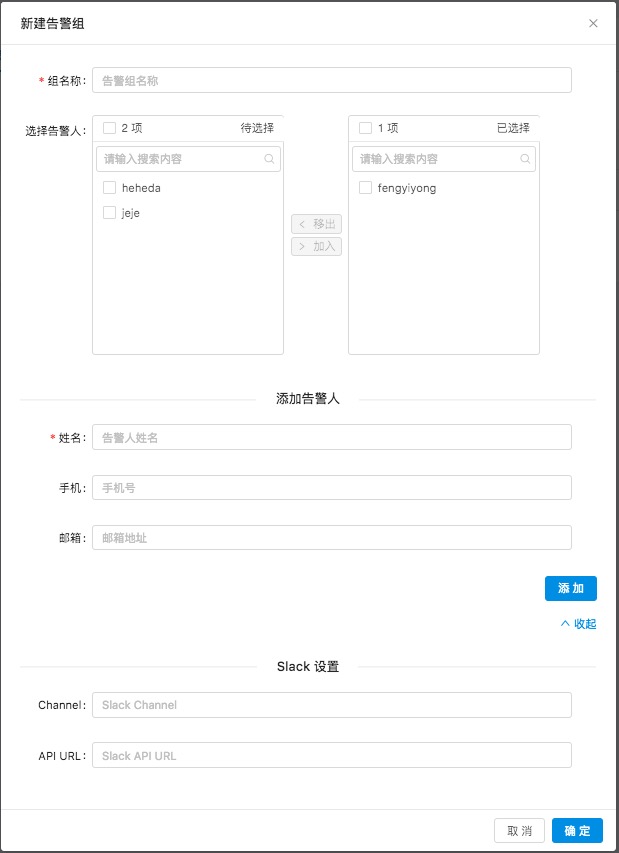 新建告警组
* 组名称: 告警组名称
选择告警人: 2 项 待选择 1 项 已选择
请输入搜索内容 请输入搜索内容
heheda fengyiyong
jeje
< 移出
> 加入
添加告警人
* 姓名: 告警人姓名
手机: 手机号
邮箱: 邮箱地址
添 加
收起
Slack 设置
Channel: Slack Channel
API URL: Slack API URL
取 消 确 定